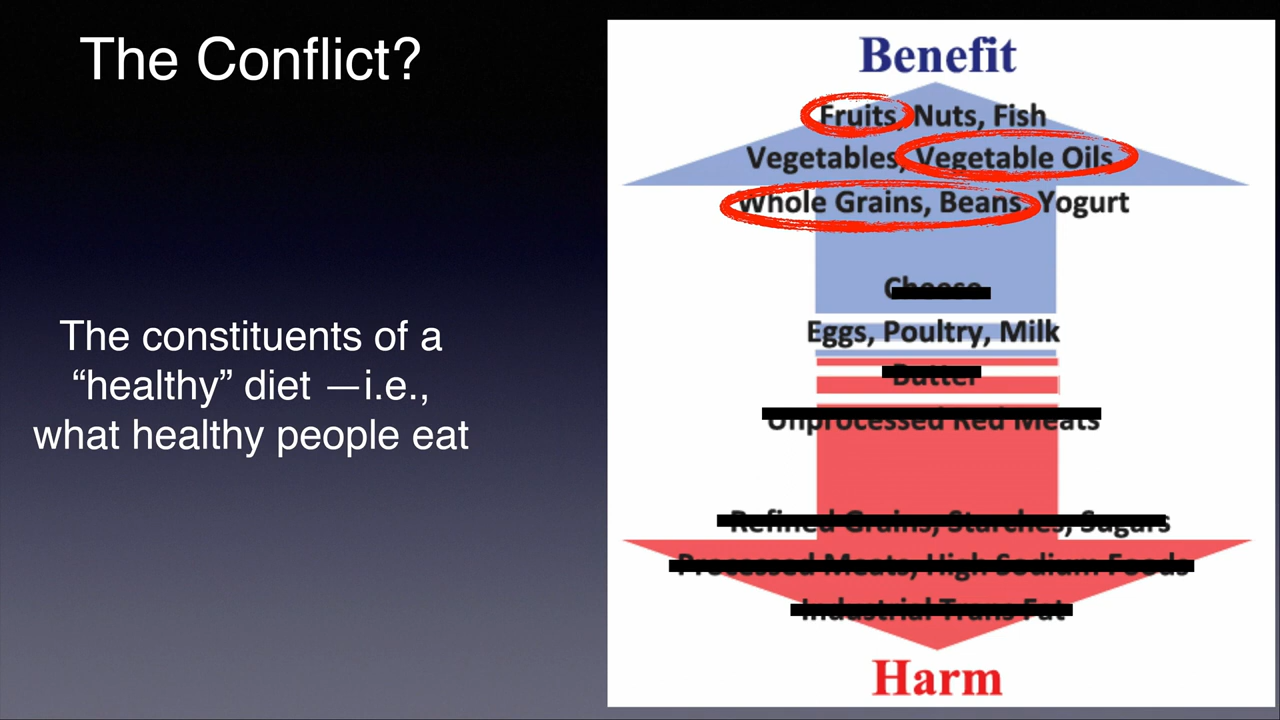 The Conflict?
The constituents of a
“healthy” diet —i.e.,
what healthy people eat
Benefit
Fruits, Nuts, Fish
Vegetables, Vegetable Oils
Whole Grains, Beans, Yogurt
Cheese
Eggs, Poultry, Milk
Butter
Unprocessed Red Meats
Refined Grains, Starches, Sugars
Processed Meats, High Sodium Foods
Industrial Trans Fat
Harm